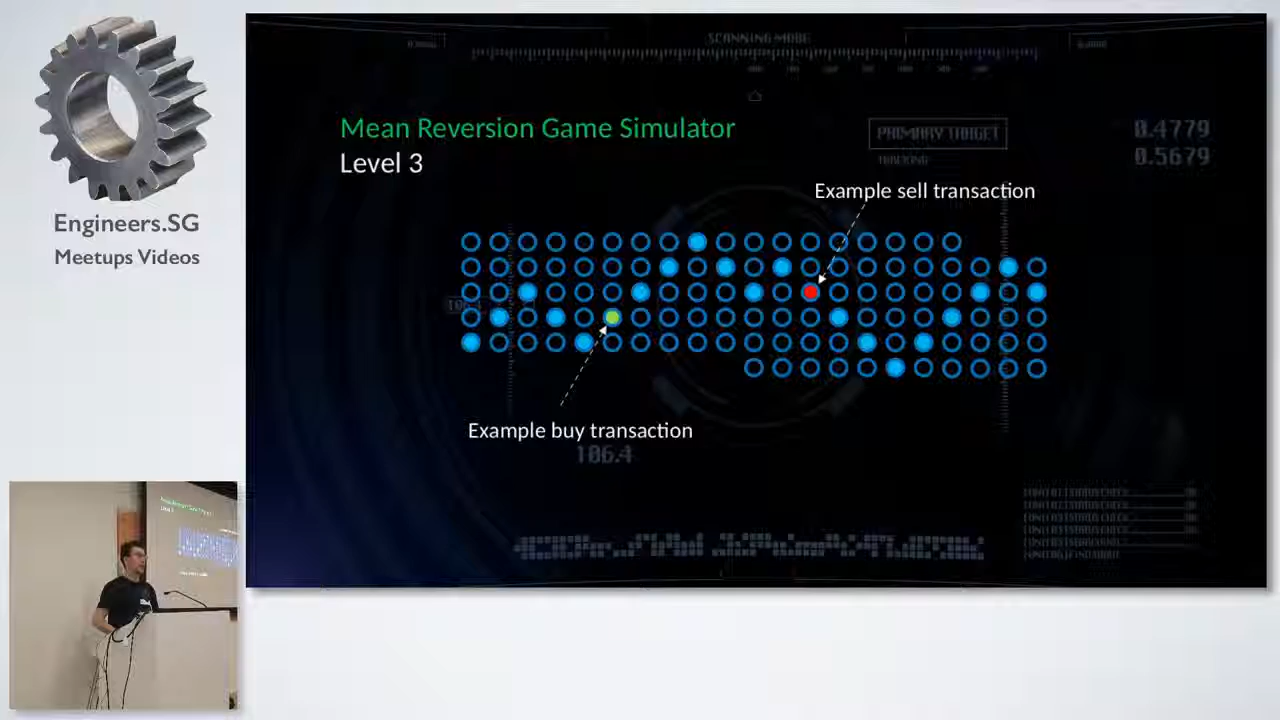 Engineers.SG
Meetups Videos
SCANNING MODE
Mean Reversion Game Simulator
Level 3
PRIMARY TARGET
TRACKING
0.4779
0.5679
Example sell transaction
Example buy transaction
106.4